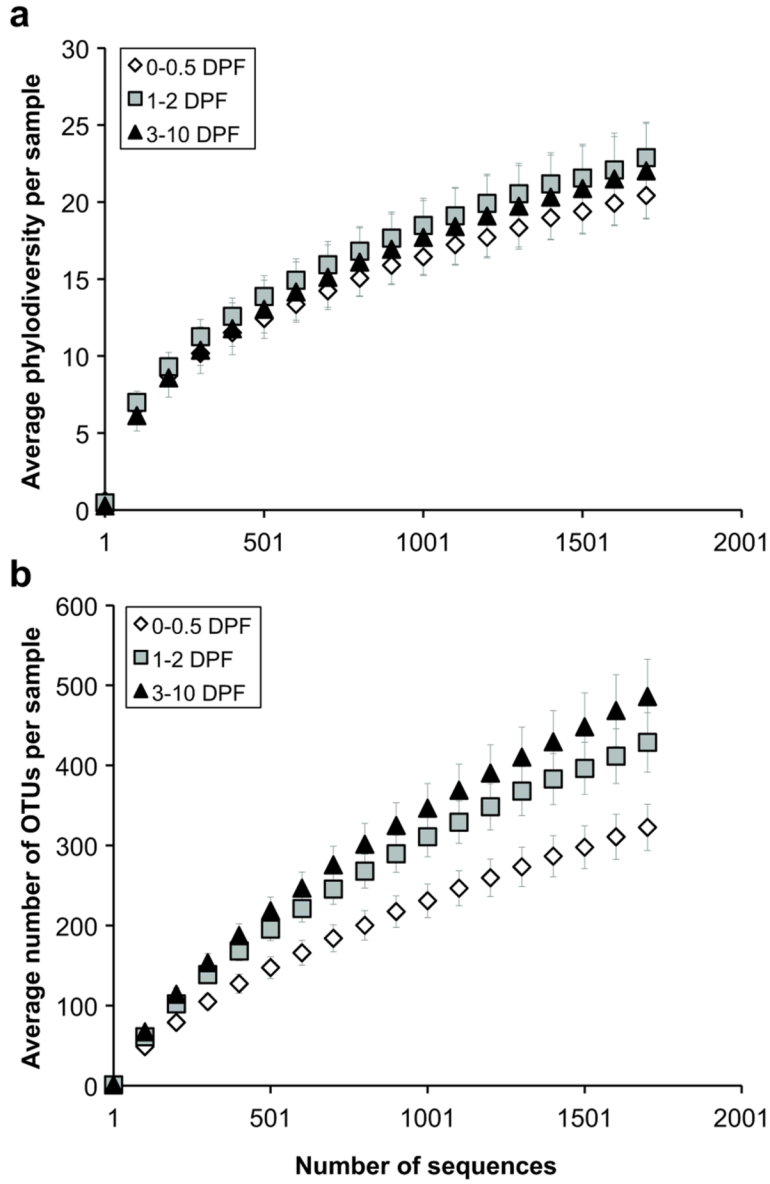 a
Average phylodiversity per sample
30
25
20
15
10
5
0
0-0.5 DPF
1-2 DPF
3-10 DPF
1
501
1001
1501
2001
b
Average number of OTUs per sample
600
500
400
300
200
100
0
0-0.5 DPF
1-2 DPF
3-10 DPF
1
501
1001
1501
2001
Number of sequences